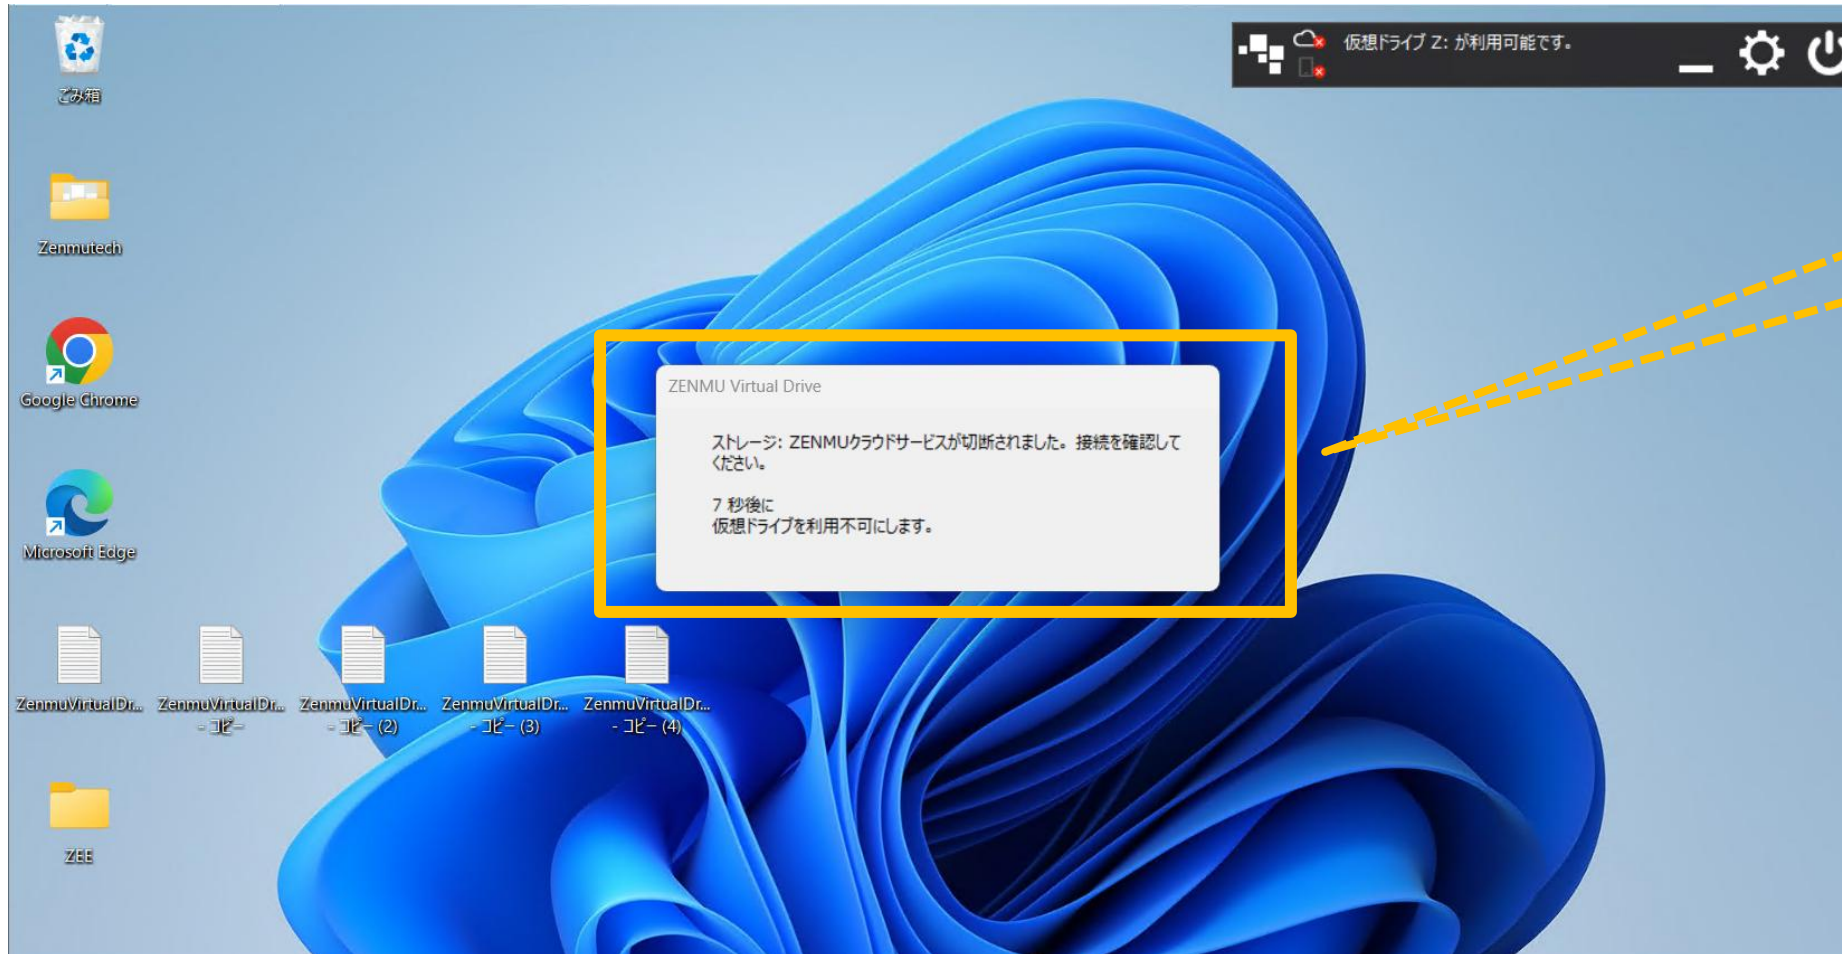 ごみ箱
仮想ドライブ Z: が利用可能です。
Zenmutech
Google Chrome
Microsoft Edge
ZENMU Virtual Drive
ストレージ: ZENMUクラウドサービスが切断されました。接続を確認して
ください。
7 秒後に
仮想ドライブを利用不可にします。
ZenmuVirtualDr...
ZenmuVirtualDr...
- コピー
ZenmuVirtualDr...
- コピー (2)
ZenmuVirtualDr...
- コピー (3)
ZenmuVirtualDr...
- コピー (4)
ZEE